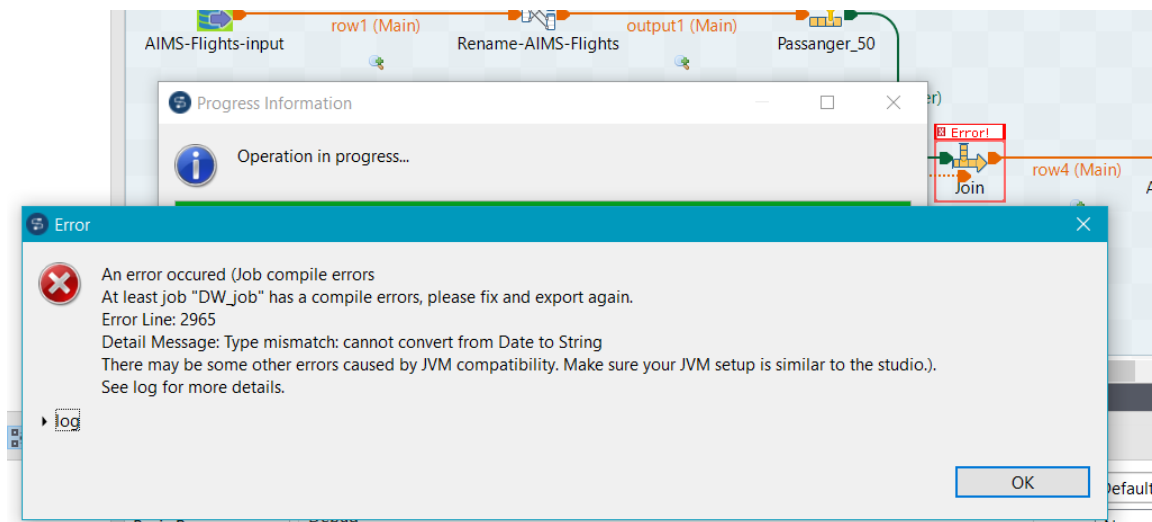 row1 (Main)
output1 (Main)
AIMS-Flights-input
Rename-AIMS-Flights
Passanger_50
Progress Information
er)
Operation in progress...
Error!
Join
row4 (Main)
A
Error
An error occured (Job compile errors
At least job "DW_job" has a compile errors, please fix and export again.
Error Line: 2965
Detail Message: Type mismatch: cannot convert from Date to String
There may be some other errors caused by JVM compatibility. Make sure your JVM setup is similar to the studio.).
See log for more details.
log
OK
Default